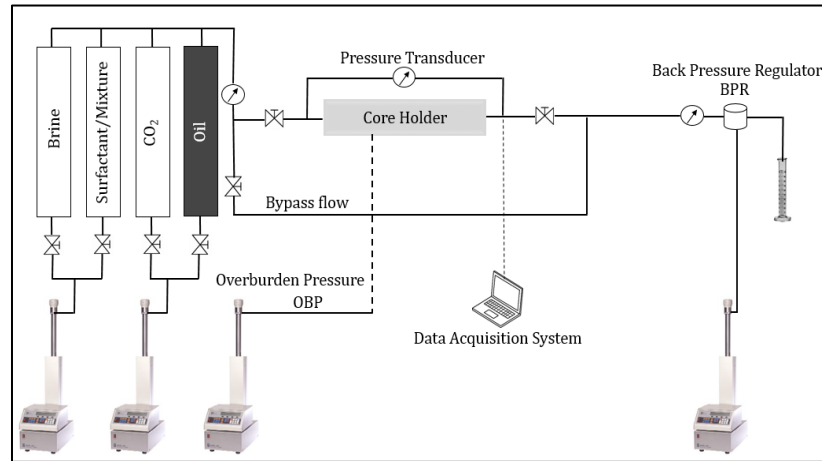 Brine
Surfactant/Mixture
CO₂
Oil
Pressure Transducer
Core Holder
Back Pressure Regulator
BPR
Bypass flow
Overburden Pressure
OBP
Data Acquisition System